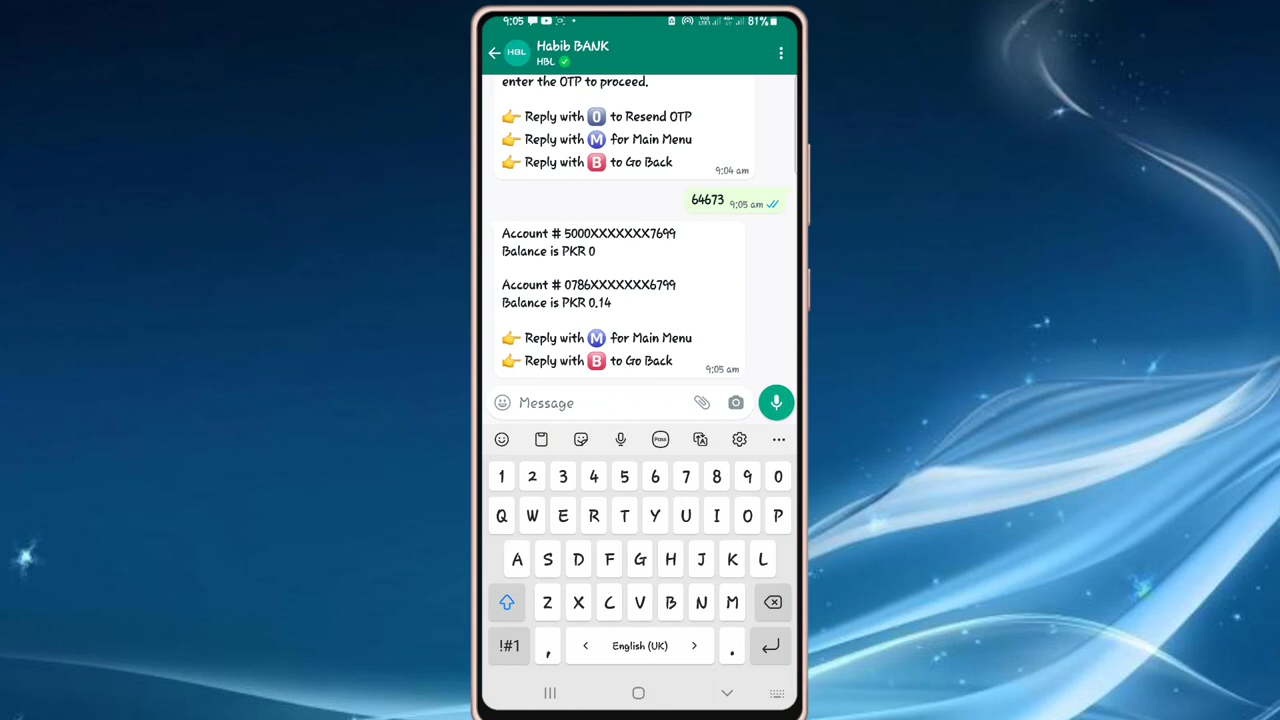 9:05 81%
HBL Habib BANK
HBL
enter the OTP to proceed.
👉 Reply with 0 to Resend OTP
👉 Reply with M for Main Menu
👉 Reply with B to Go Back
9:04 am
64673 9:05 am
Account # 5000XXXXXXX7699
Balance is PKR 0
Account # 0786XXXXXXX6799
Balance is PKR 0.14
👉 Reply with M for Main Menu
👉 Reply with B to Go Back
9:05 am
Message
Pass
1 2 3 4 5 6 7 8 9 0
Q W E R T Y U I O P
A S D F G H J K L
Z X C V B N M
!#1 , < English (UK) > .